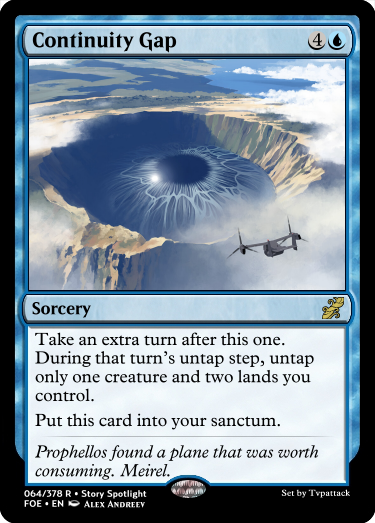 Continuity Gap 4
Sorcery
Take an extra turn after this one.
During that turn's untap step, untap
only one creature and two lands you
control.
Put this card into your sanctum.
Prophellos found a plane that was worth
consuming. Meirel.
064/378 R • Story Spotlight
FOE • EN ALEX ANDREEV
Set by Tvpattack